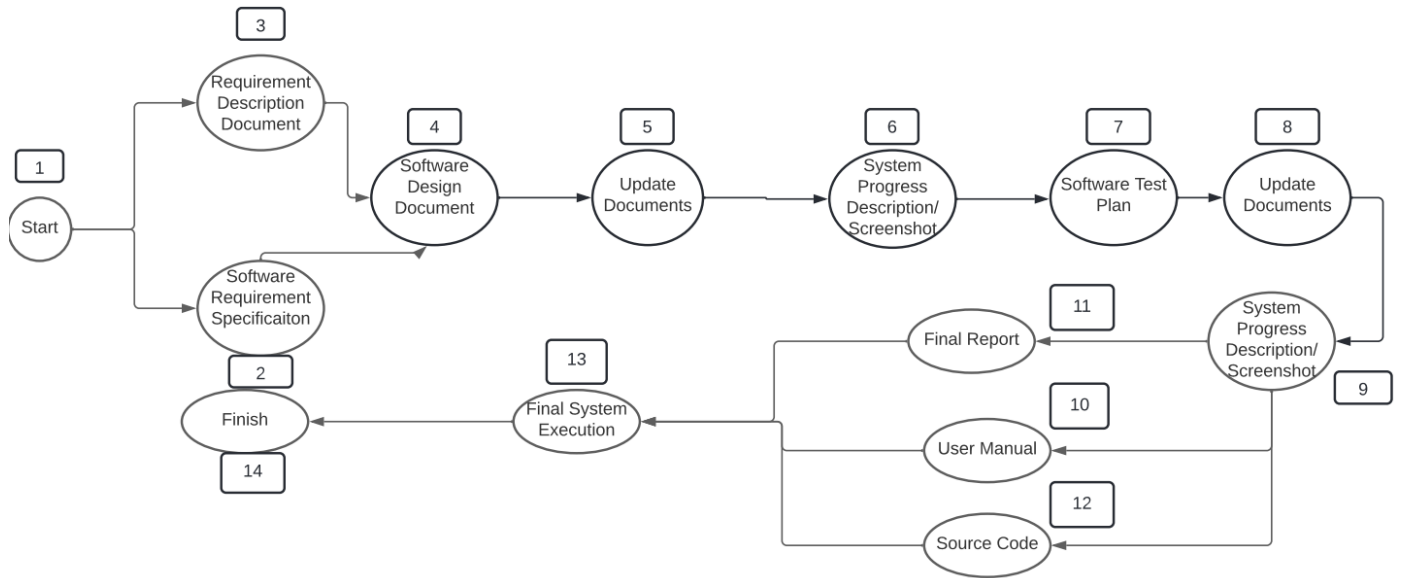 3
Requirement
Description
Document
1
Start
4
Software
Design
Document
5
Update
Documents
6
System
Progress
Description/
Screenshot
7
Software Test
Plan
8
Update
Documents
Software
Requirement
Specificaiton
2
11
Final Report
System
Progress
Description/
Screenshot
9
13
Final System
Execution
Finish
14
10
User Manual
12
Source Code